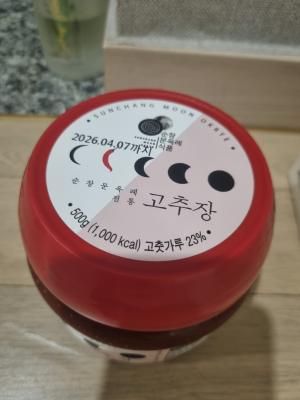 SUNCHANG MOON OKRYE
순창
문옥례
식품
2026.04.07까지
순창문옥례
전통
고추장
500g (1,000 kcal) 고춧가루 23%